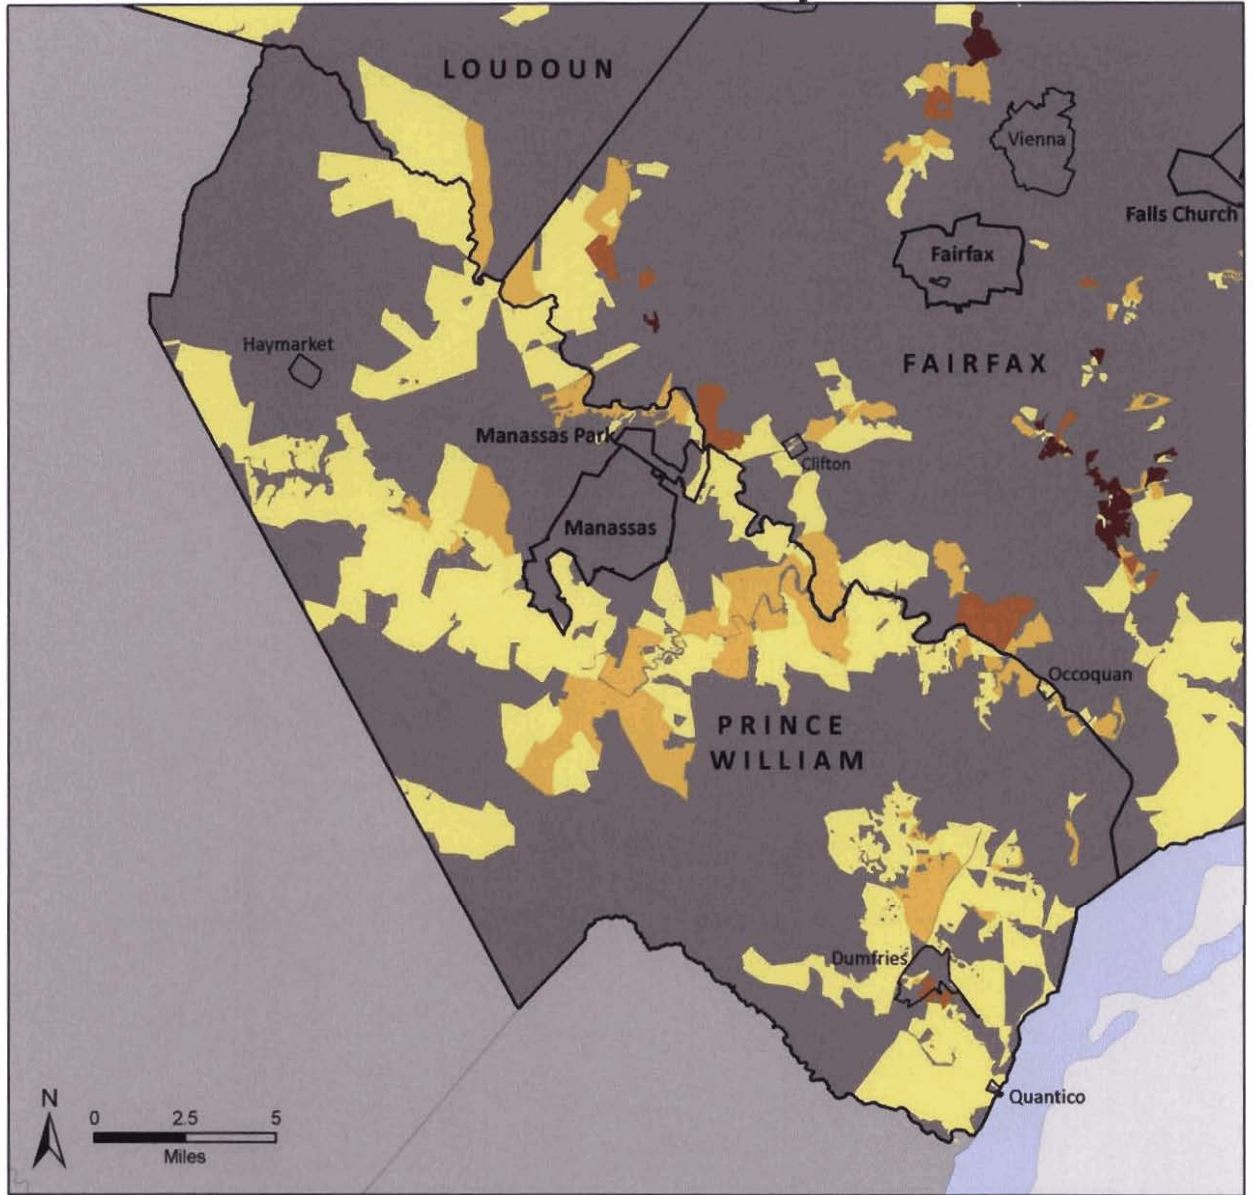 LOUDOUN
Vienna
Falls Church
Fairfax
Haymarket
FAIRFAX
Manassas Park
Clifton
Manassas
Occoquan
PRINCE
WILLIAM
Dumfries
Quantico
N
0 2.5 5
Miles